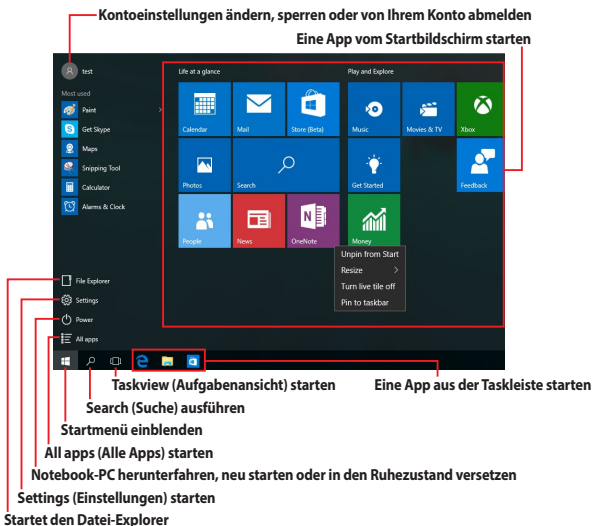 Kontoeinstellungen ändern, sperren oder von Ihrem Konto abmelden
Eine App vom Startbildschirm starten
test
Life at a glance
Play and Explore
Most used
Paint
Get Skype
Maps
Snipping Tool
Calculator
Alarms & Clock
Calendar
Mail
Store (Beta)
Music
Movies & TV
Xbox
Photos
Search
Get Started
Feedback
People
News
OneNote
Money
Unpin from Start
Resize
Turn live tile off
Pin to taskbar
File Explorer
Settings
Power
All apps
Taskview (Aufgabenansicht) starten
Eine App aus der Taskleiste starten
Search (Suche) ausführen
Startmenü einblenden
All apps (Alle Apps) starten
Notebook-PC herunterfahren, neu starten oder in den Ruhezustand versetzen
Settings (Einstellungen) starten
Startet den Datei-Explorer